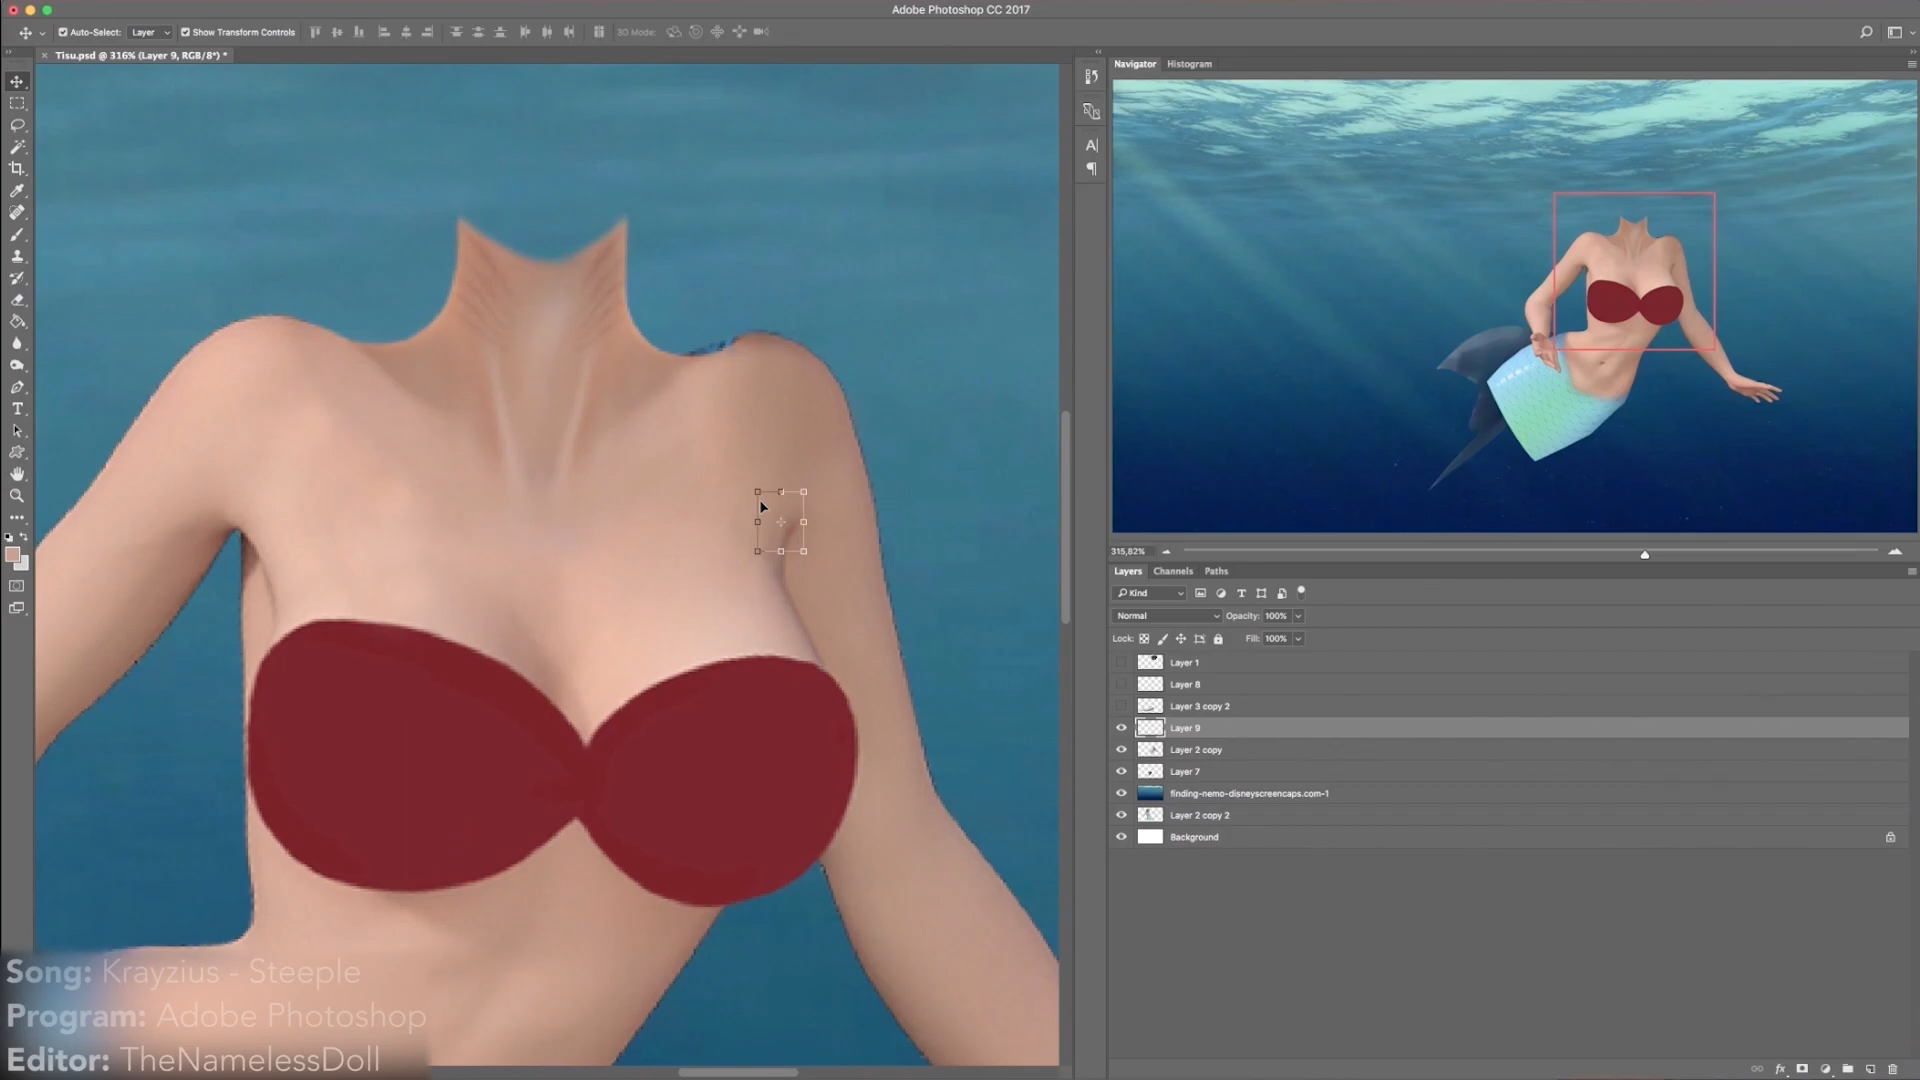 Adobe Photoshop CC 2017
Auto-Select: Layer Show Transform Controls 3D Mode:
Tisu.psd @ 316% (Layer 9, RGB/8*) *
Navigator Histogram
315,82%
Layers Channels Paths
Kind
Normal Opacity: 100%
Lock: Fill: 100%
Layer 1
Layer 8
Layer 3 copy 2
Layer 9
Layer 2 copy
Layer 7
finding-nemo-disneyscreencaps.com-1
Layer 2 copy 2
Background
Song: Krayzius - Steeple
Program: Adobe Photoshop
Editor: TheNamelessDoll